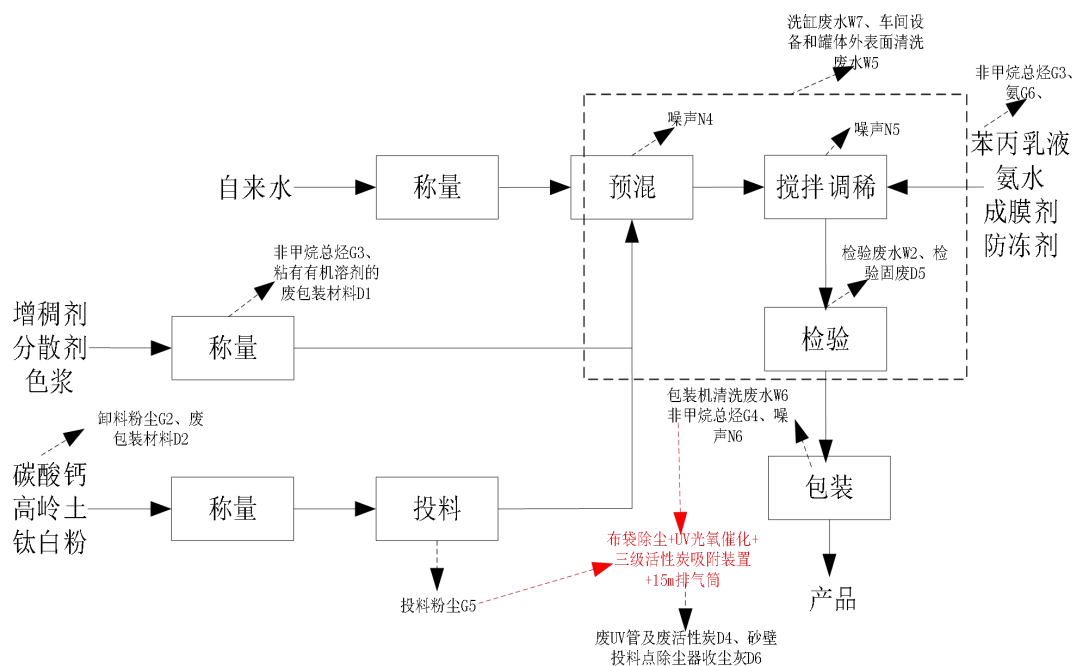 洗缸废水W7、车间设
备和罐体外表面清洗
废水W5
非甲烷总烃G3、
氨G6、
噪声N4
噪声N5
苯丙乳液
氨水
成膜剂
防冻剂
自来水
称量
预混
搅拌调稀
非甲烷总烃G3、
粘有有机溶剂的
废包装材料D1
检验废水W2、检
验固废D5
增稠剂
分散剂
色浆
称量
检验
包装机清洗废水W6
非甲烷总烃G4、噪
声N6
卸料粉尘G2、废
包装材料D2
碳酸钙
高岭土
钛白粉
称量
投料
包装
布袋除尘+UV光氧催化+
三级活性炭吸附装置
+15m排气筒
投料粉尘G5
产品
废UV管及废活性炭D4、砂壁
投料点除尘器收尘灰D6